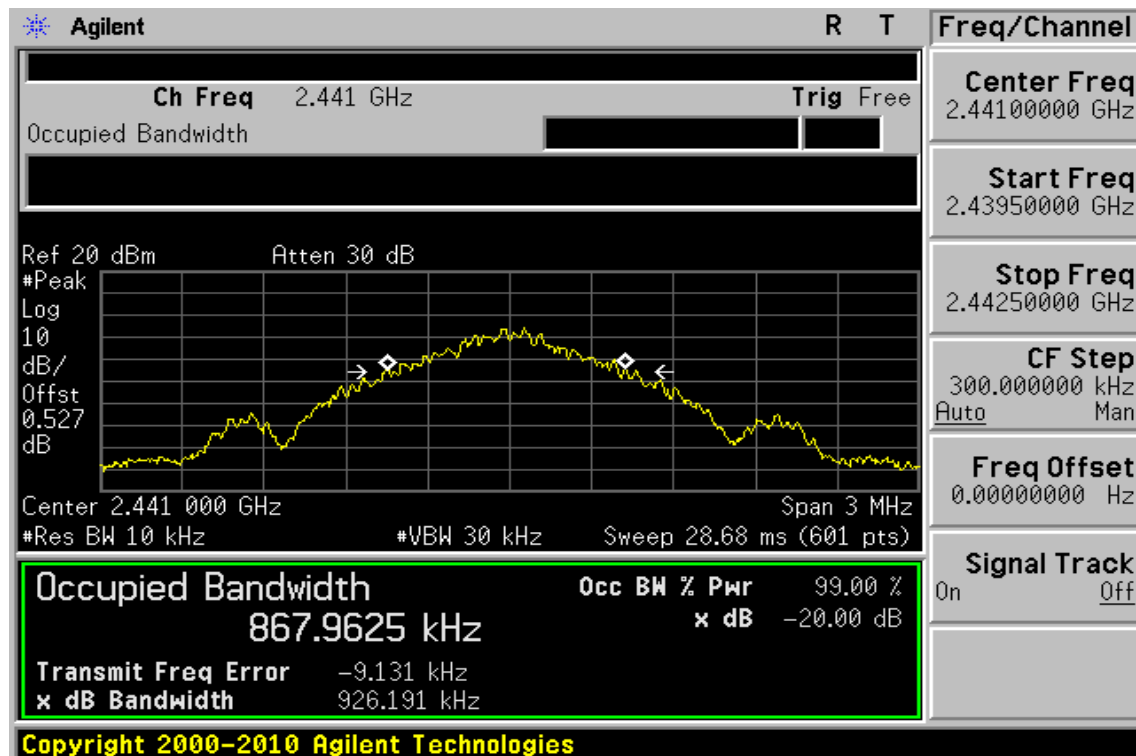 Agilent R T
Ch Freq 2.441 GHz Trig Free
Occupied Bandwidth
Ref 20 dBm Atten 30 dB
#Peak
Log
10
dB/
Offst
0.527
dB
Center 2.441 000 GHz Span 3 MHz
#Res BW 10 kHz #VBW 30 kHz Sweep 28.68 ms (601 pts)
Occupied Bandwidth Occ BW % Pwr 99.00 %
867.9625 kHz x dB -20.00 dB
Transmit Freq Error -9.131 kHz
x dB Bandwidth 926.191 kHz
Copyright 2000-2010 Agilent Technologies
Freq/Channel
Center Freq
2.44100000 GHz
Start Freq
2.43950000 GHz
Stop Freq
2.44250000 GHz
CF Step
300.000000 kHz
Auto Man
Freq Offset
0.00000000 Hz
Signal Track
On Off